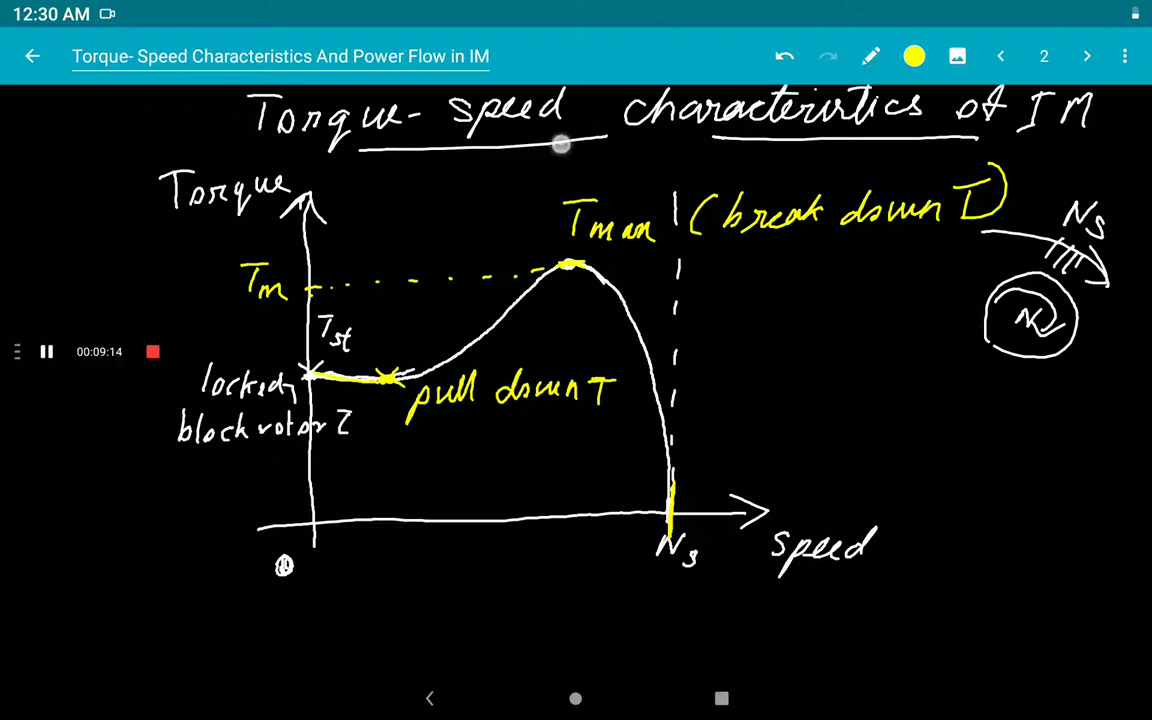 12:30 AM
Torque- Speed Characteristics And Power Flow in IM
2
Torque- speed characteristics of IM
Torque
Tmax (break down T)
Ns
Tm
N
Tst
00:09:14
locked,
block rotor τ
pull down T
0
Ns
speed